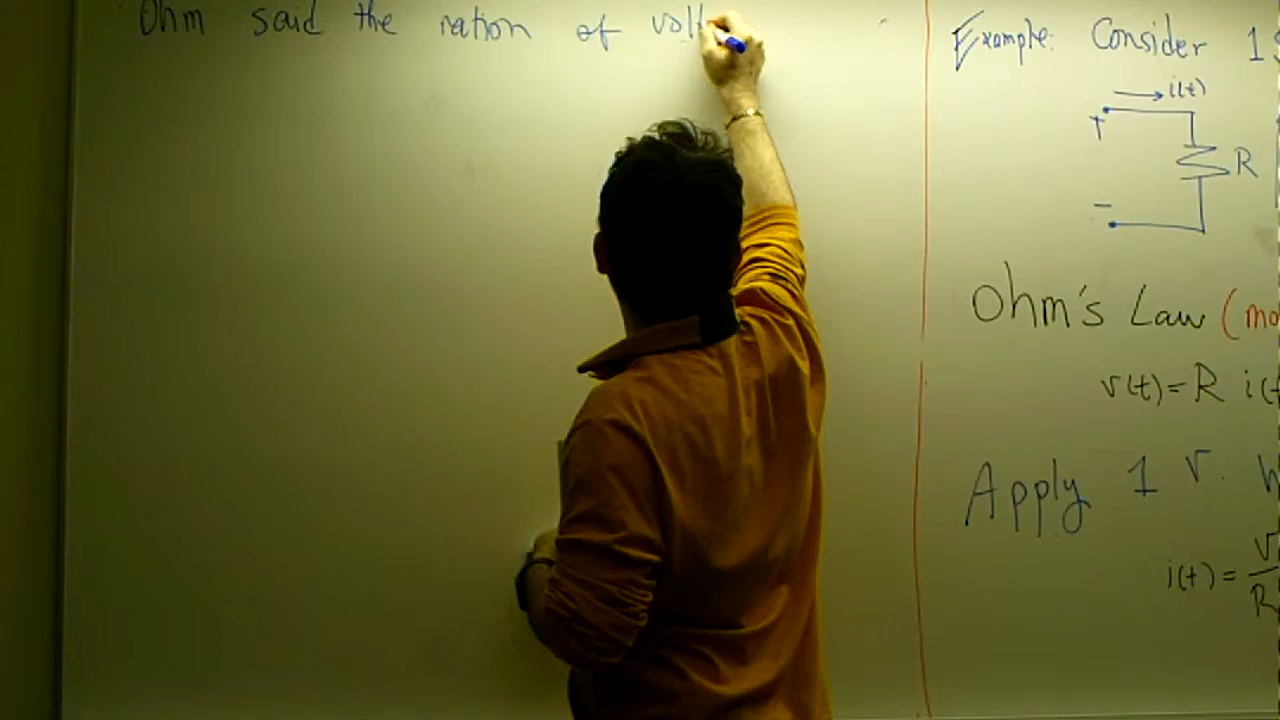 Ohm said the ration of volt
Example: Consider 1
i(t)
+
R
-
Ohm's Law (mo
v(t) = R i(t
Apply 1 v.
i(t) = V
R